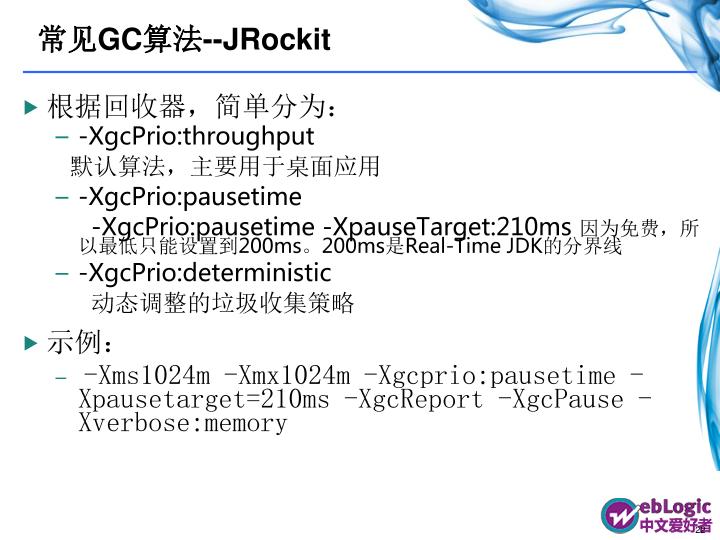 常见GC算法--JRockit
根据回收器，简单分为：
– -XgcPrio:throughput
默认算法，主要用于桌面应用
– -XgcPrio:pausetime
-XgcPrio:pausetime -XpauseTarget:210ms 因为免费，所
以最低只能设置到200ms。200ms是Real-Time JDK的分界线
– -XgcPrio:deterministic
动态调整的垃圾收集策略
示例：
– -Xms1024m -Xmx1024m -Xgcprio:pausetime -
Xpausetarget=210ms -XgcReport -XgcPause -
Xverbose:memory
WebLogic
中文爱好者